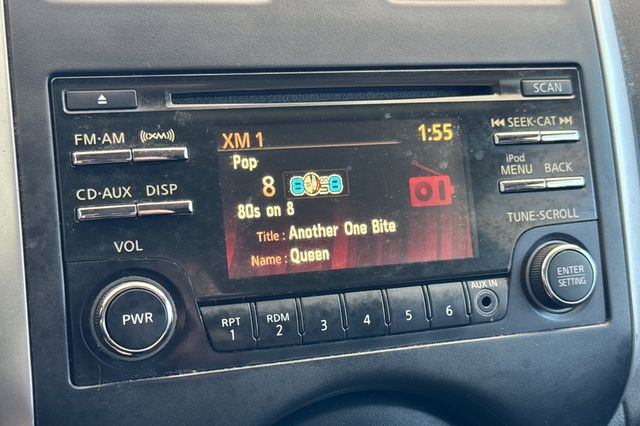 SCAN
FM·AM (XM)
SEEK·CAT
XM 1 1:55
Pop
8 80s 8
80s on 8
Title : Another One Bite
Name : Queen
iPod
MENU BACK
CD·AUX DISP
TUNE·SCROLL
VOL
PWR
ENTER
SETTING
RPT
1
RDM
2
3
4
5
6
AUX IN